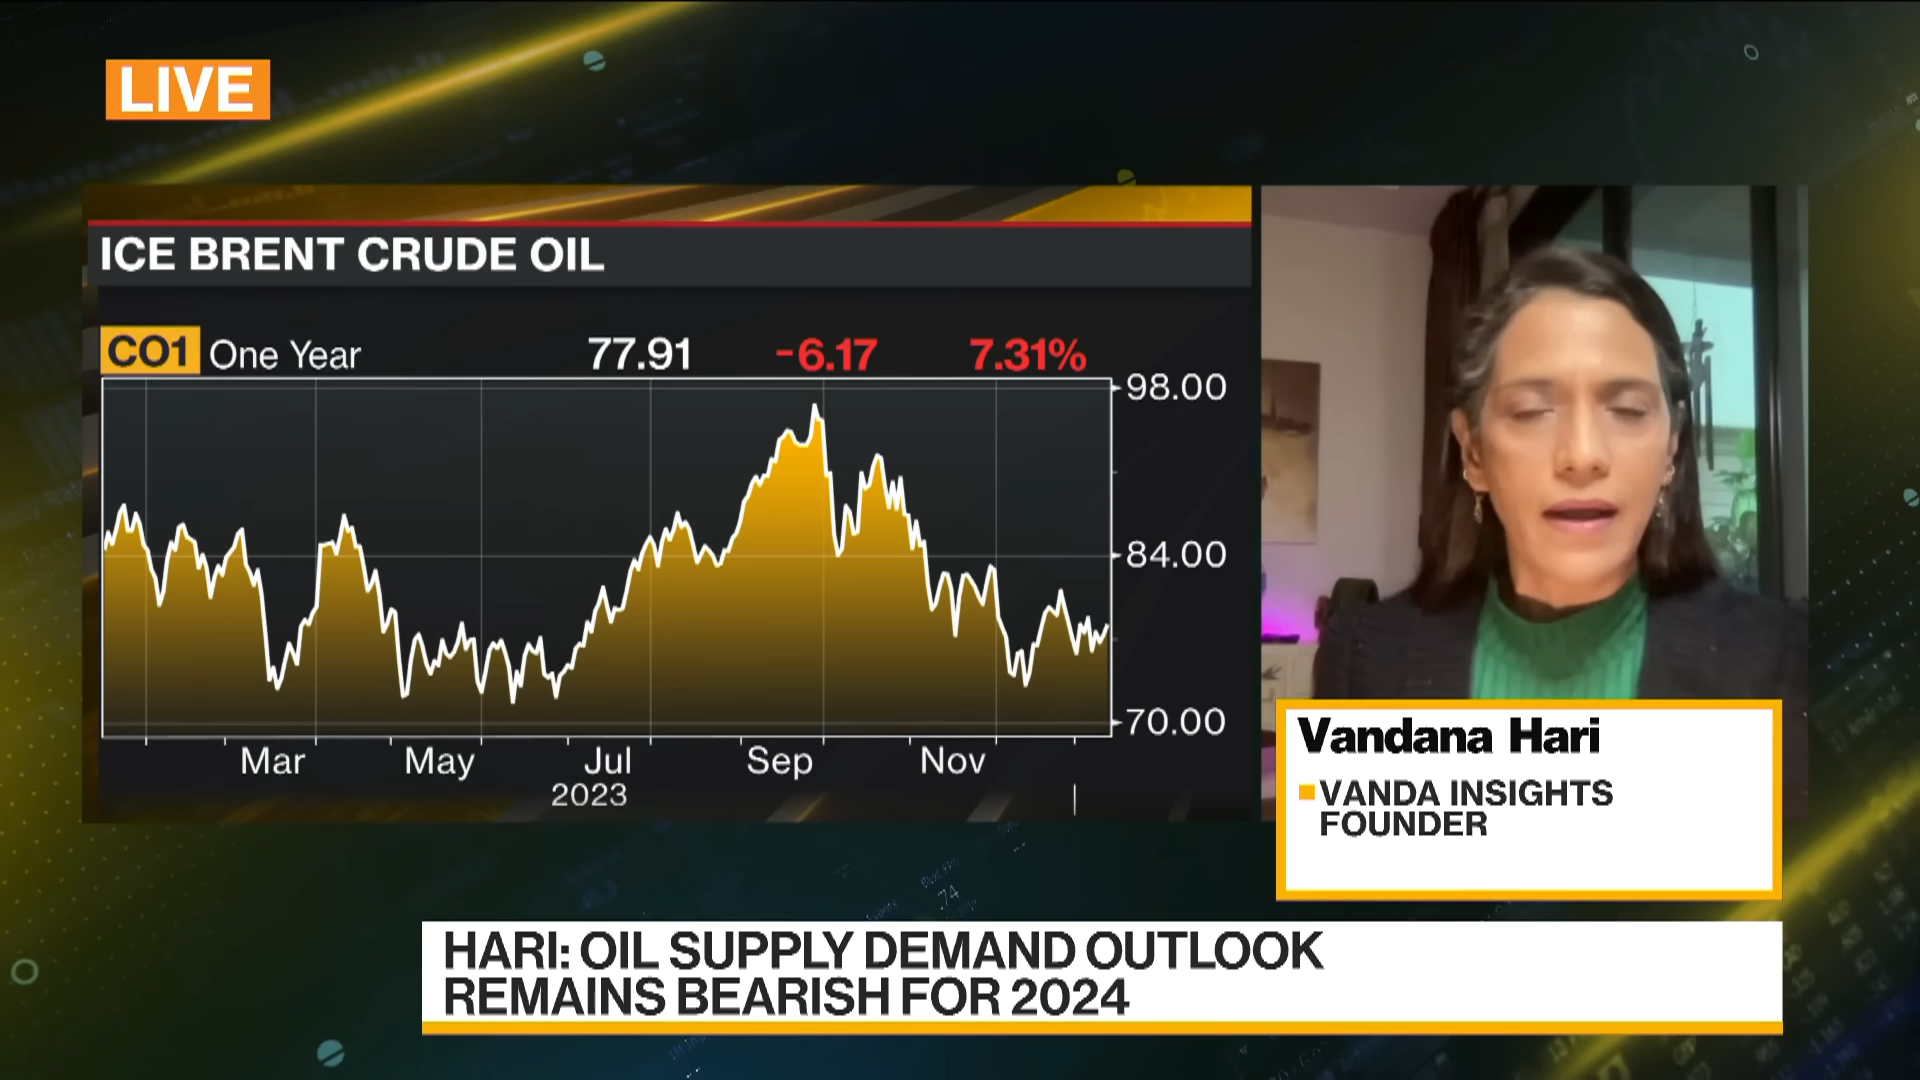 LIVE
ICE BRENT CRUDE OIL
CO1 One Year 77.91 -6.17 7.31%
98.00
84.00
70.00
Mar May Jul Sep Nov
2023
Vandana Hari
VANDA INSIGHTS
FOUNDER
HARI: OIL SUPPLY DEMAND OUTLOOK
REMAINS BEARISH FOR 2024